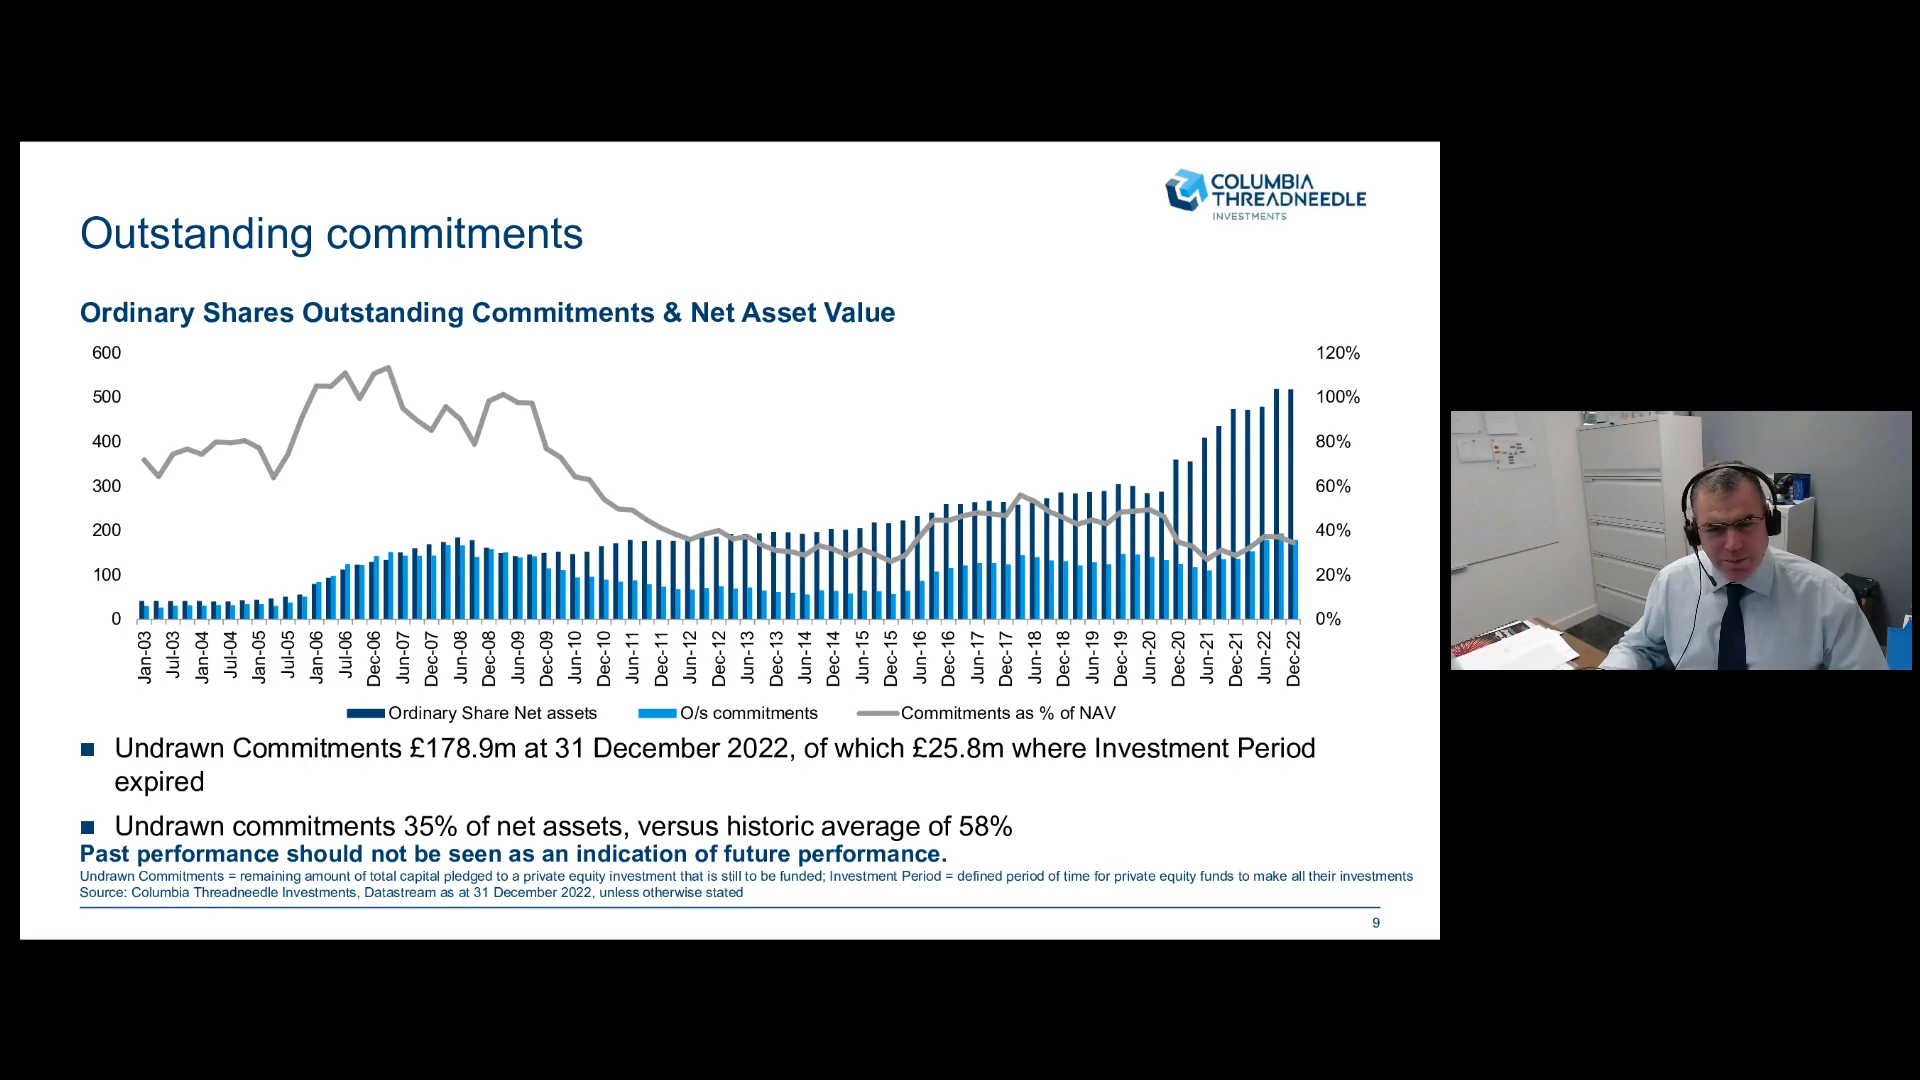 COLUMBIA
THREADNEEDLE
INVESTMENTS
Outstanding commitments
Ordinary Shares Outstanding Commitments & Net Asset Value
600
500
400
300
200
100
0
120%
100%
80%
60%
40%
20%
0%
Jan-03
Jul-03
Jan-04
Jul-04
Jan-05
Jul-05
Jan-06
Jul-06
Dec-06
Jun-07
Dec-07
Jun-08
Dec-08
Jun-09
Dec-09
Jun-10
Dec-10
Jun-11
Dec-11
Jun-12
Dec-12
Jun-13
Dec-13
Jun-14
Dec-14
Jun-15
Dec-15
Jun-16
Dec-16
Jun-17
Dec-17
Jun-18
Dec-18
Jun-19
Dec-19
Jun-20
Dec-20
Jun-21
Dec-21
Jun-22
Dec-22
Ordinary Share Net assets
O/s commitments
Commitments as % of NAV
Undrawn Commitments £178.9m at 31 December 2022, of which £25.8m where Investment Period
expired
Undrawn commitments 35% of net assets, versus historic average of 58%
Past performance should not be seen as an indication of future performance.
Undrawn Commitments = remaining amount of total capital pledged to a private equity investment that is still to be funded; Investment Period = defined period of time for private equity funds to make all their investments
Source: Columbia Threadneedle Investments, Datastream as at 31 December 2022, unless otherwise stated
9